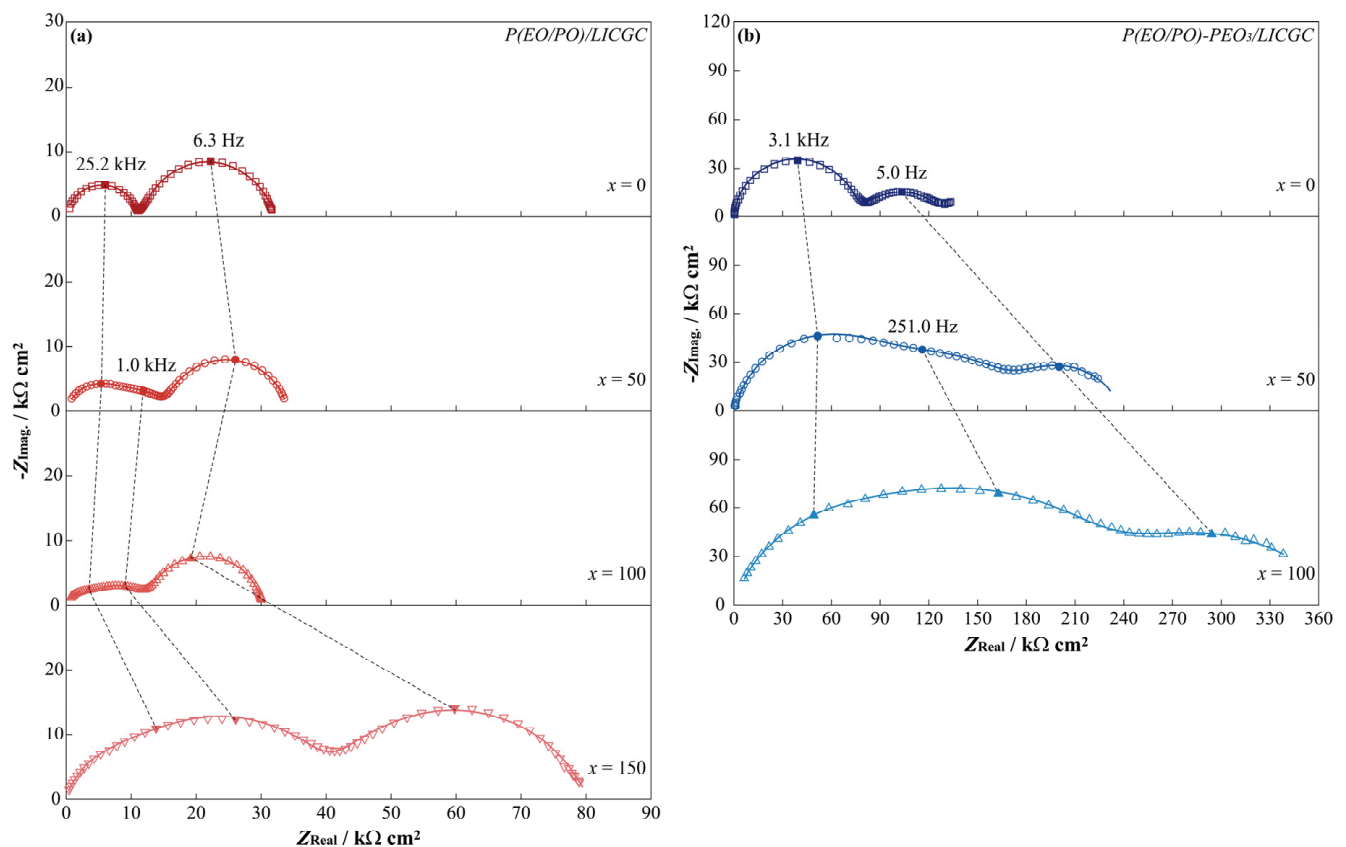 (a)
P(EO/PO)/LICGC
30
20
10
0
25.2 kHz
6.3 Hz
x = 0
20
10
0
1.0 kHz
x = 50
20
10
0
x = 100
20
10
0
x = 150
0 10 20 30 40 50 60 70 80 90
-ZImag. / kΩ cm²
ZReal / kΩ cm²
(b)
P(EO/PO)-PEO₃/LICGC
120
90
60
30
0
3.1 kHz
5.0 Hz
x = 0
90
60
30
0
251.0 Hz
x = 50
90
60
30
0
x = 100
0 30 60 90 120 150 180 210 240 270 300 330 360
-ZImag. / kΩ cm²
ZReal / kΩ cm²